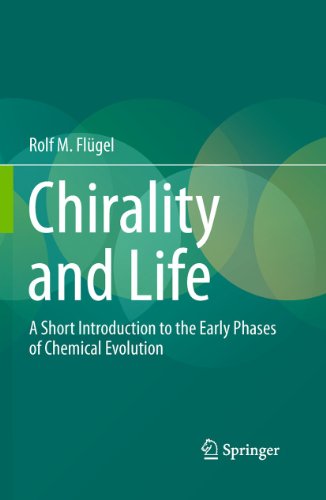 Rolf M. Flügel
Chirality
and Life
A Short Introduction to the Early Phases
of Chemical Evolution
Springer